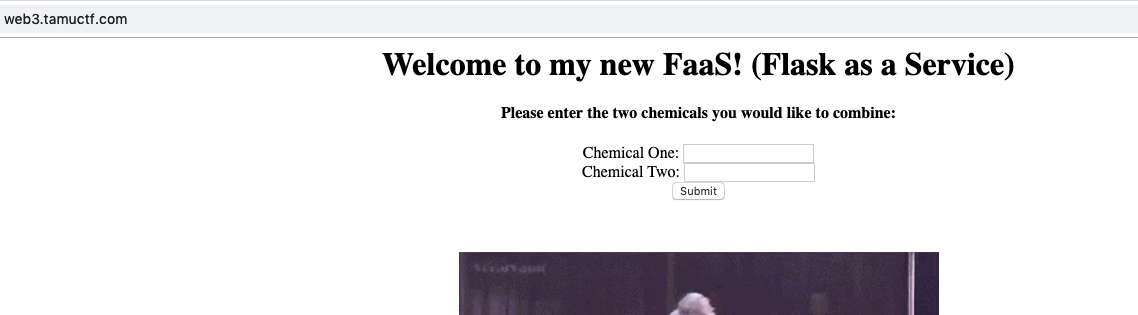 web3.tamuctf.com
Welcome to my new FaaS! (Flask as a Service)
Please enter the two chemicals you would like to combine:
Chemical One:
Chemical Two:
Submit